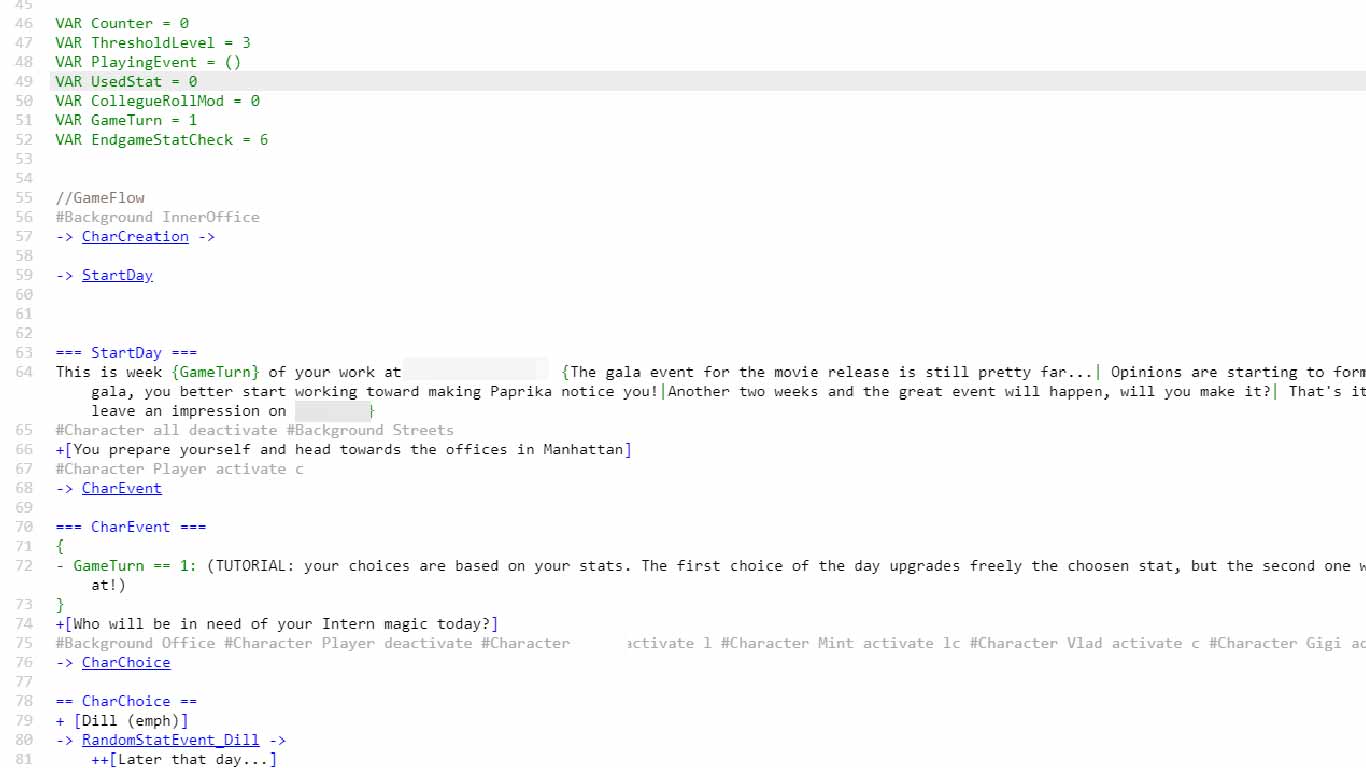 45
46 VAR Counter = 0
47 VAR ThresholdLevel = 3
48 VAR PlayingEvent = ()
49 VAR UsedStat = 0
50 VAR CollegueRollMod = 0
51 VAR GameTurn = 1
52 VAR EndgameStatCheck = 6
53
54
55 //GameFlow
56 #Background InnerOffice
57 -> CharCreation ->
58
59 -> StartDay
60
61
62
63 === StartDay ===
64 This is week {GameTurn} of your work at {The gala event for the movie release is still pretty far...| Opinions are starting to form
gala, you better start working toward making Paprika notice you!|Another two weeks and the great event will happen, will you make it?| That's it
leave an impression on }
65 #Character all deactivate #Background Streets
66 +[You prepare yourself and head towards the offices in Manhattan]
67 #Character Player activate c
68 -> CharEvent
69
70 === CharEvent ===
71 {
72 - GameTurn == 1: (TUTORIAL: your choices are based on your stats. The first choice of the day upgrades freely the choosen stat, but the second one w
at!)
73 }
74 +[Who will be in need of your Intern magic today?]
75 #Background Office #Character Player deactivate #Character activate l #Character Mint activate lc #Character Vlad activate c #Character Gigi ac
76 -> CharChoice
77
78 == CharChoice ==
79 + [Dill (emph)]
80 -> RandomStatEvent_Dill ->
81 ++[Later that day...]